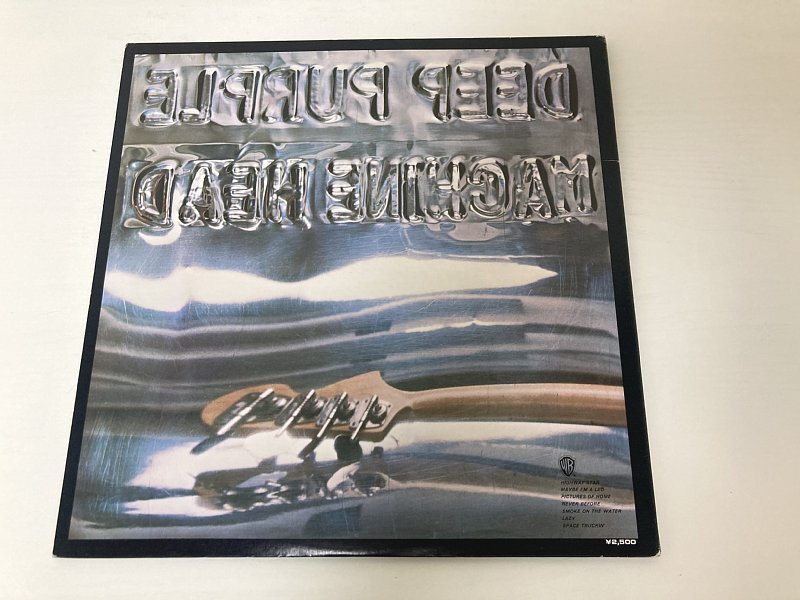 DEEP PURPLE
MACHINE HEAD
WB
HIGHWAY STAR
MAYBE I'M A LEO
PICTURES OF HOME
NEVER BEFORE
SMOKE ON THE WATER
LAZY
SPACE TRUCKIN'
¥2,500